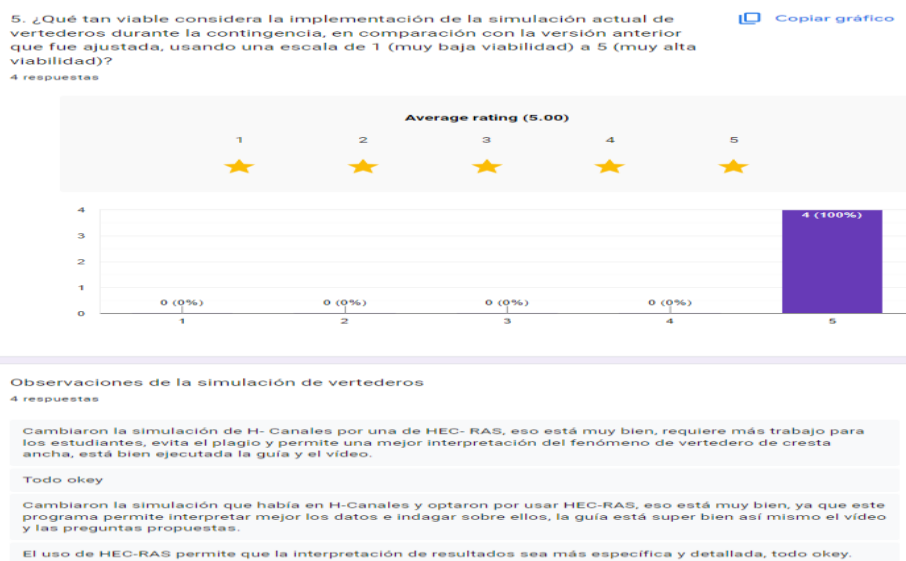 5. ¿Qué tan viable considera la implementación de la simulación actual de
vertederos durante la contingencia, en comparación con la versión anterior
que fue ajustada, usando una escala de 1 (muy baja viabilidad) a 5 (muy alta
viabilidad)?
Copiar gráfico
4 respuestas
Average rating (5.00)
1 2 3 4 5
4
3
2
1
0
0 (0%) 0 (0%) 0 (0%) 0 (0%) 4 (100%)
1 2 3 4 5
Observaciones de la simulación de vertederos
4 respuestas
Cambiaron la simulación de H- Canales por una de HEC- RAS, eso está muy bien, requiere más trabajo para
los estudiantes, evita el plagio y permite una mejor interpretación del fenómeno de vertedero de cresta
ancha, está bien ejecutada la guía y el vídeo.
Todo okey
Cambiaron la simulación que había en H-Canales y optaron por usar HEC-RAS, eso está muy bien, ya que este
programa permite interpretar mejor los datos e indagar sobre ellos, la guía está super bien así mismo el vídeo
y las preguntas propuestas.
El uso de HEC-RAS permite que la interpretación de resultados sea más específica y detallada, todo okey.